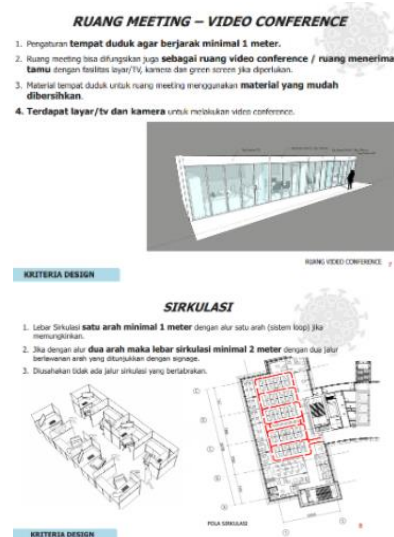 RUANG MEETING – VIDEO CONFERENCE
1. Pengaturan tempat duduk agar berjarak minimal 1 meter.
2. Ruang meeting bisa difungsikan juga sebagai ruang video conference / ruang menerima
tamu dengan fasilitas layar/TV, kamera dan green screen jika diperlukan.
3. Material tempat duduk untuk ruang meeting menggunakan material yang mudah
dibersihkan.
4. Terdapat layar/tv dan kamera untuk melakukan video conference.
RUANG VIDEO CONFERENCE 7
KRITERIA DESIGN
SIRKULASI
1. Lebar Sirkulasi satu arah minimal 1 meter dengan alur satu arah (sistem loop) jika
memungkinkan.
2. Jika dengan alur dua arah maka lebar sirkulasi minimal 2 meter dengan dua jalur
berlawanan arah yang ditunjukkan dengan signage.
3. Diusahakan tidak ada jalur sirkulasi yang bertabrakan.
POLA SIRKULASI
8
KRITERIA DESIGN